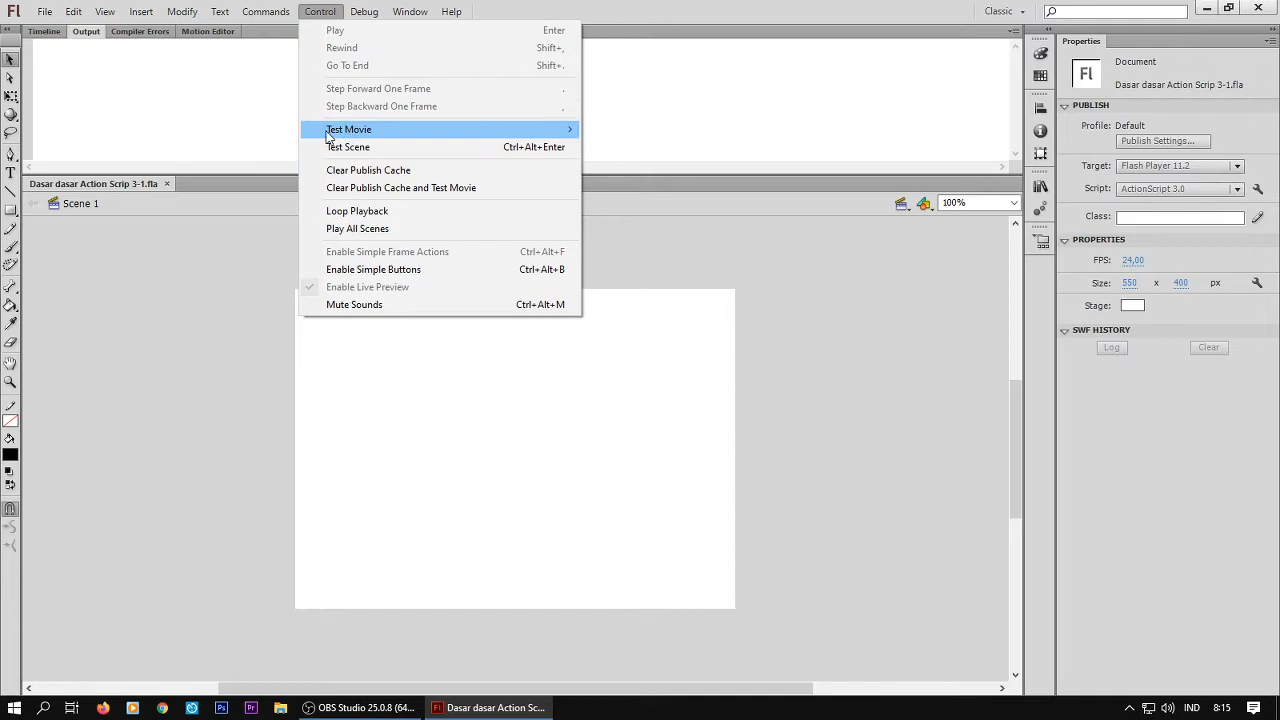 Fl File Edit View Insert Modify Text Commands Control Debug Window Help Classic
Timeline Output Compiler Errors Motion Editor
Play Enter
Rewind Shift+,
Go To End Shift+.
Step Forward One Frame .
Step Backward One Frame ,
Test Movie
Test Scene Ctrl+Alt+Enter
Clear Publish Cache
Clear Publish Cache and Test Movie
Loop Playback
Play All Scenes
Enable Simple Frame Actions Ctrl+Alt+F
Enable Simple Buttons Ctrl+Alt+B
Enable Live Preview
Mute Sounds Ctrl+Alt+M
Dasar dasar Action Scrip 3-1.fla ×
Scene 1
100%
Properties
Fl
Document
Dasar dasar Action Scrip 3-1.fla
PUBLISH
Profile: Default
Publish Settings...
Target: Flash Player 11.2
Script: ActionScript 3.0
Class:
PROPERTIES
FPS: 24,00
Size: 550 x 400 px
Stage:
SWF HISTORY
Log Clear
Ps Pr OBS Studio 25.0.8 (64... Fl Dasar dasar Action Sc... IND 8:15